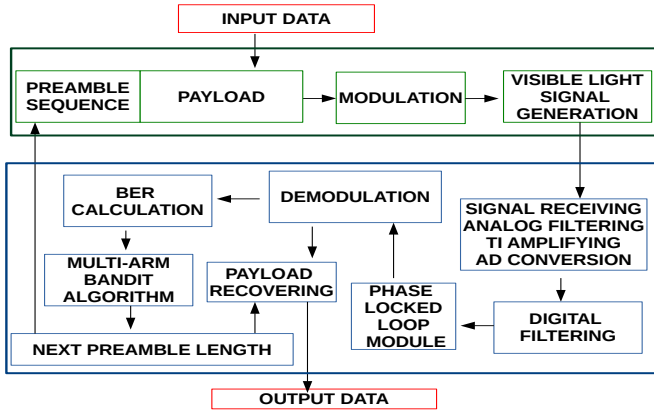 INPUT DATA
PREAMBLE
SEQUENCE
PAYLOAD
MODULATION
VISIBLE LIGHT
SIGNAL
GENERATION
BER
CALCULATION
DEMODULATION
SIGNAL RECEIVING
ANALOG FILTERING
TI AMPLIFYING
AD CONVERSION
MULTI-ARM
BANDIT
ALGORITHM
PAYLOAD
RECOVERING
PHASE
LOCKED
LOOP
MODULE
DIGITAL
FILTERING
NEXT PREAMBLE LENGTH
OUTPUT DATA